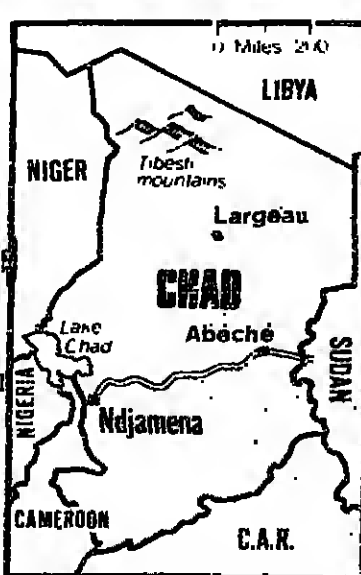 0 Miles 200
LIBYA
NIGER
Tibesti
mountains
Largeau
CHAD
Lake
Chad
Abéché
SUDAN
NIGERIA
Ndjamena
CAMEROON
C.A.R.